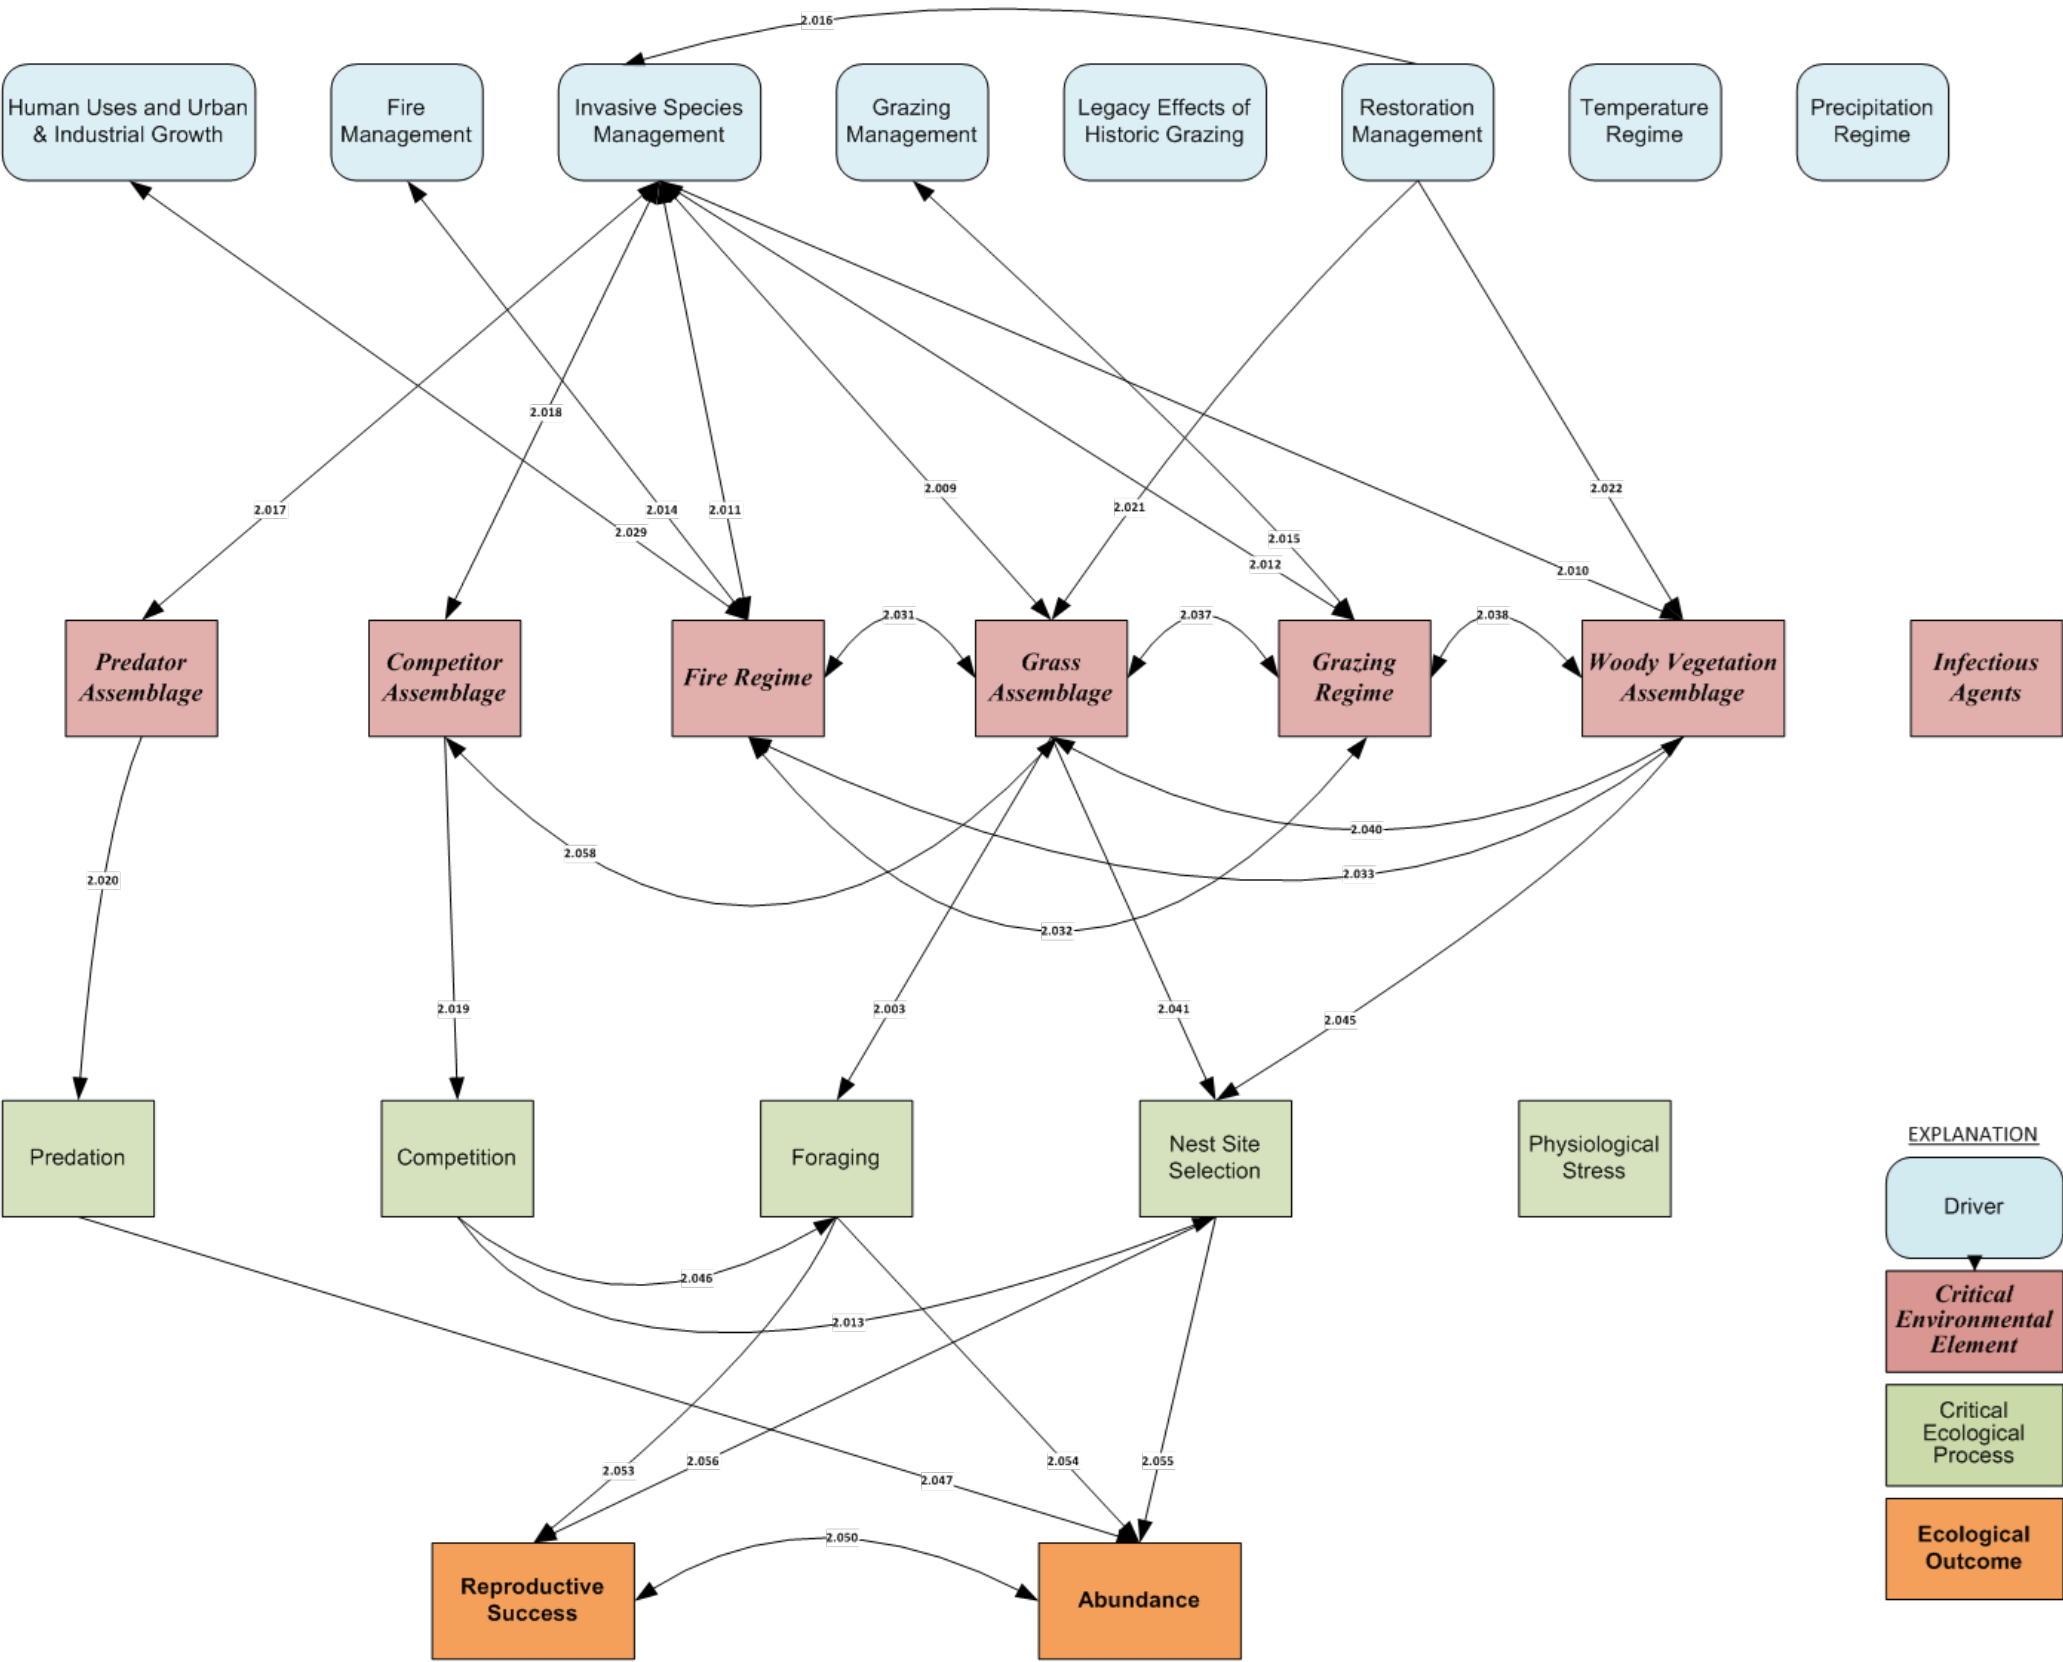 2.016
Human Uses and Urban
& Industrial Growth
Fire
Management
Invasive Species
Management
Grazing
Management
Legacy Effects of
Historic Grazing
Restoration
Management
Temperature
Regime
Precipitation
Regime
2.018
2.009
2.022
2.017
2.014
2.011
2.021
2.029
2.015
2.012
2.010
2.031
2.037
2.038
Predator
Assemblage
Competitor
Assemblage
Fire Regime
Grass
Assemblage
Grazing
Regime
Woody Vegetation
Assemblage
Infectious
Agents
2.040
2.058
2.033
2.020
2.032
2.019
2.003
2.041
2.045
Predation
Competition
Foraging
Nest Site
Selection
Physiological
Stress
2.046
2.013
2.056
2.053
2.054
2.055
2.047
2.050
Reproductive
Success
Abundance
EXPLANATION
Driver
Critical
Environmental
Element
Critical
Ecological
Process
Ecological
Outcome